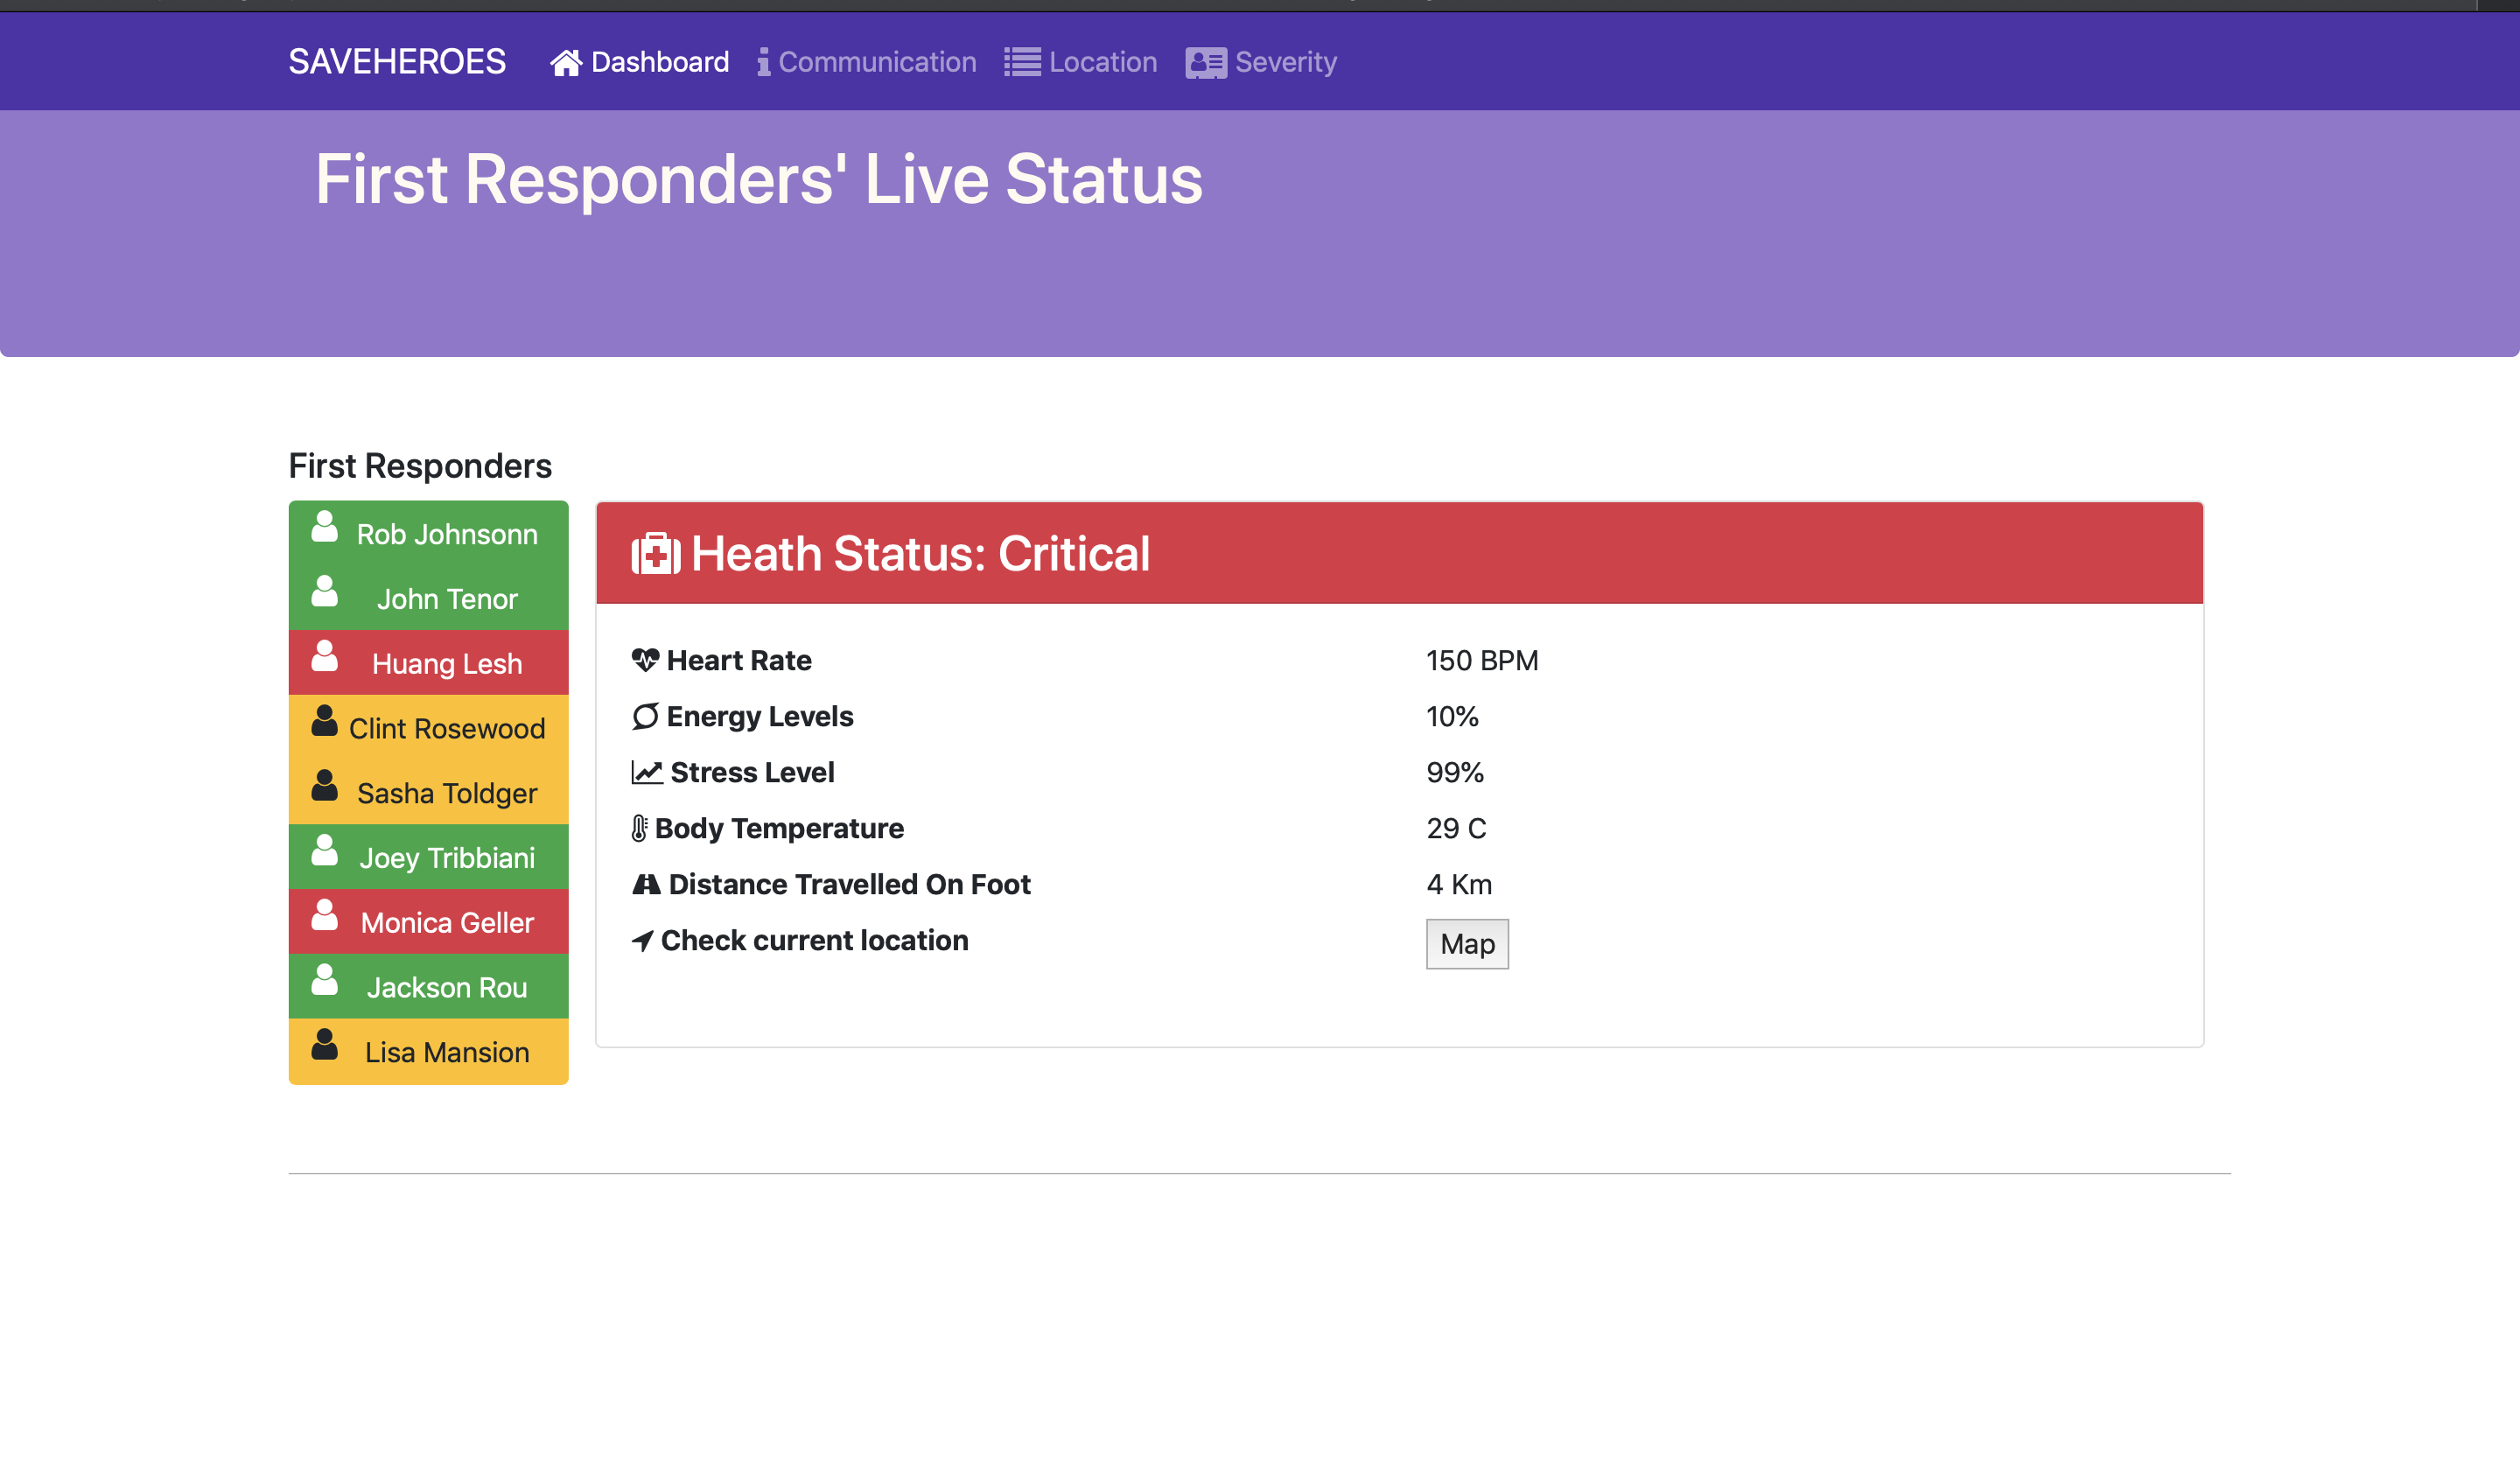 SAVEHEROES Dashboard Communication Location Severity
First Responders' Live Status
First Responders
Rob Johnsonn
John Tenor
Huang Lesh
Clint Rosewood
Sasha Toldger
Joey Tribbiani
Monica Geller
Jackson Rou
Lisa Mansion
Heath Status: Critical
Heart Rate 150 BPM
Energy Levels 10%
Stress Level 99%
Body Temperature 29 C
Distance Travelled On Foot 4 Km
Check current location Map